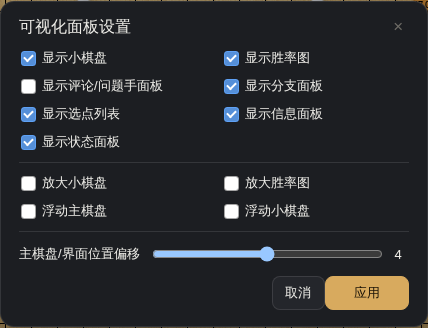 可视化面板设置
×
显示小棋盘 显示胜率图
显示评论/问题手面板 显示分支面板
显示选点列表 显示信息面板
显示状态面板
放大小棋盘 放大胜率图
浮动主棋盘 浮动小棋盘
主棋盘/界面位置偏移 4
取消 应用